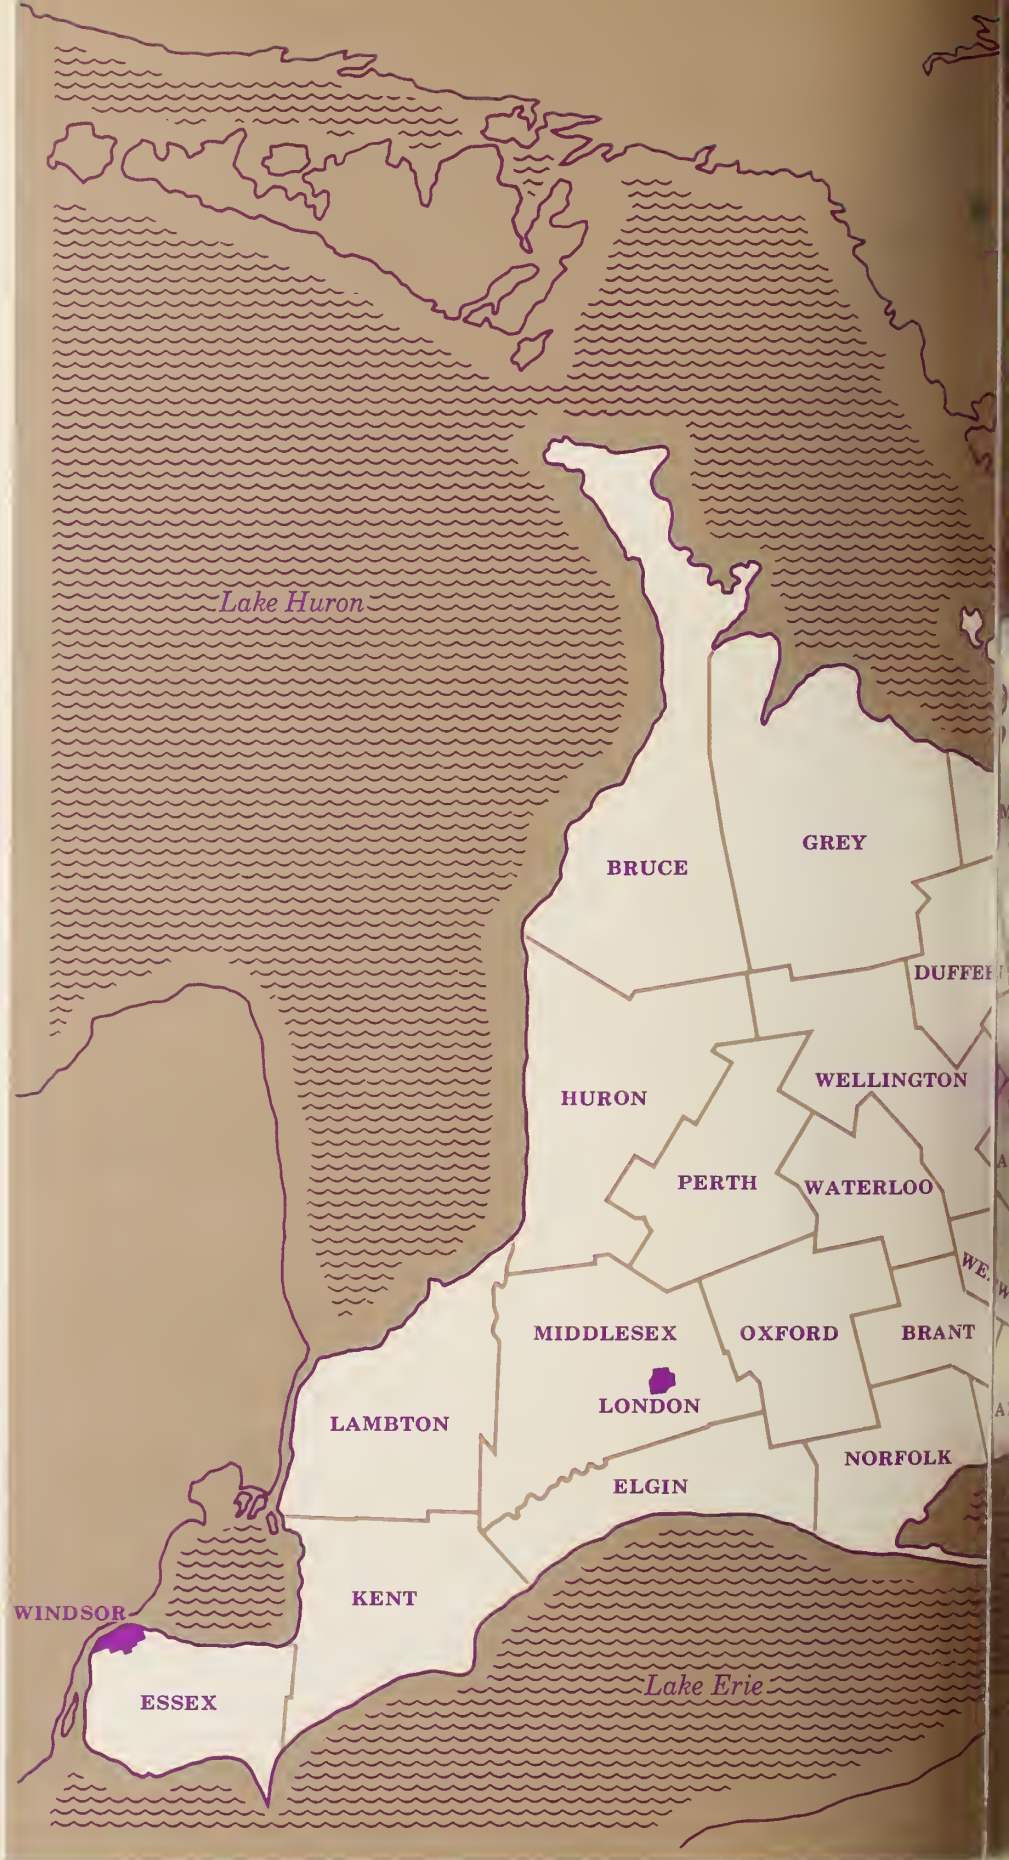 Lake Huron
GREY
BRUCE
DUFFE
WELLINGTON
HURON
PERTH
WATERLOO
WE
MIDDLESEX
OXFORD
BRANT
LONDON
LAMBTON
NORFOLK
ELGIN
KENT
WINDSOR
Lake Erie
ESSEX